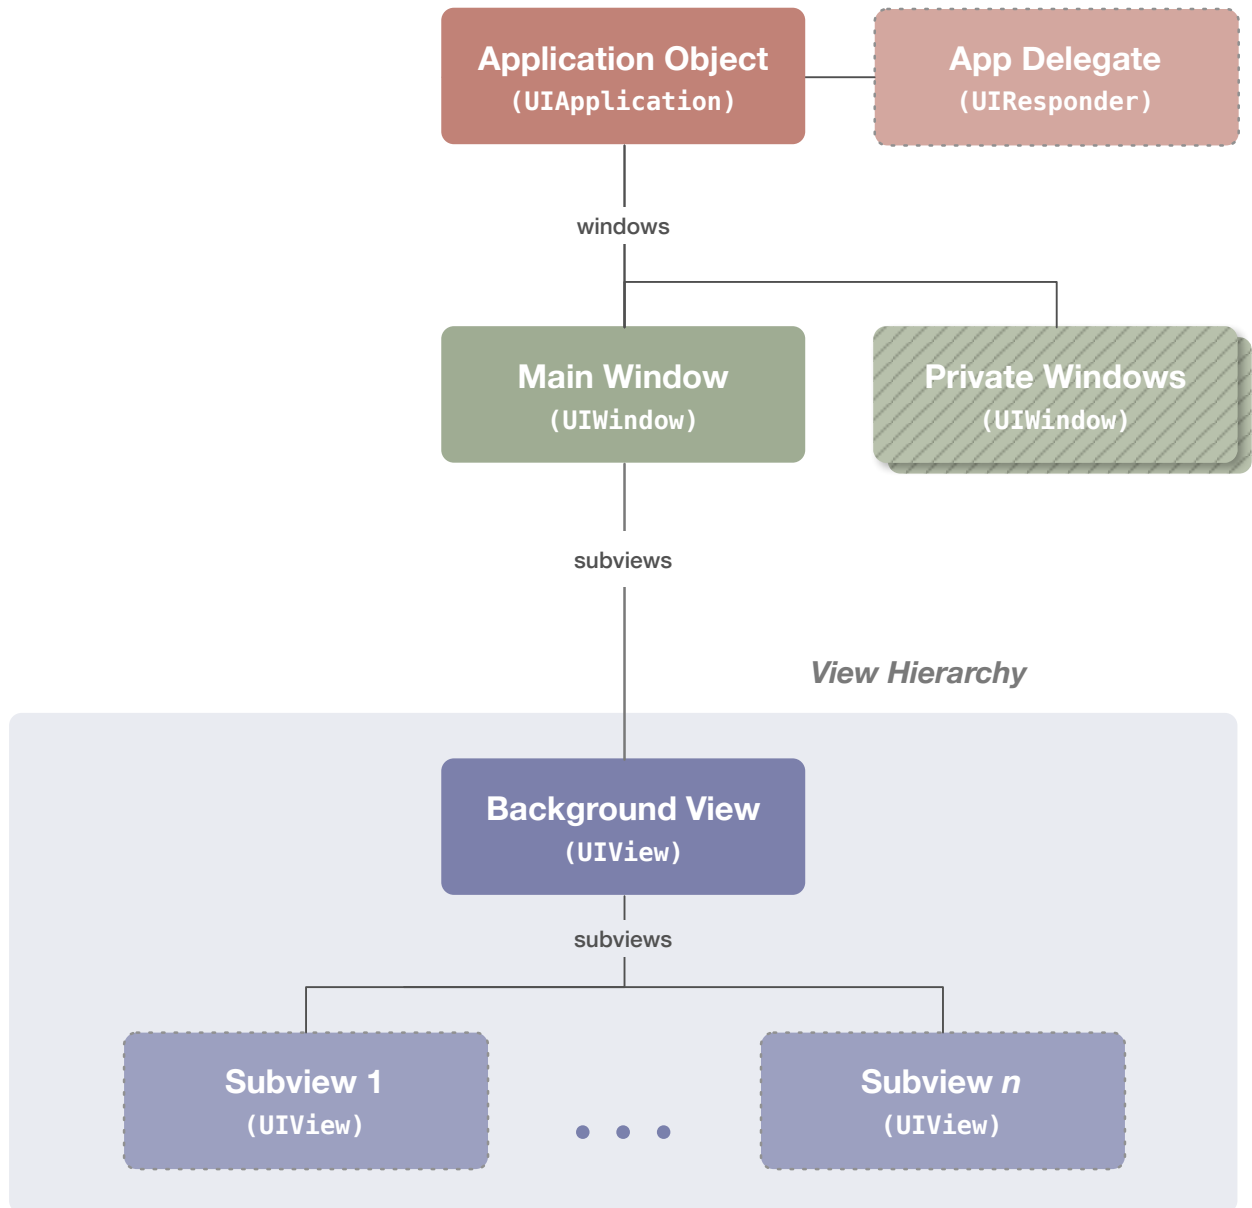 Application Object
(UIApplication)
App Delegate
(UIResponder)
windows
Main Window
(UIWindow)
Private Windows
(UIWindow)
subviews
View Hierarchy
Background View
(UIView)
subviews
Subview 1
(UIView)
Subview n
(UIView)